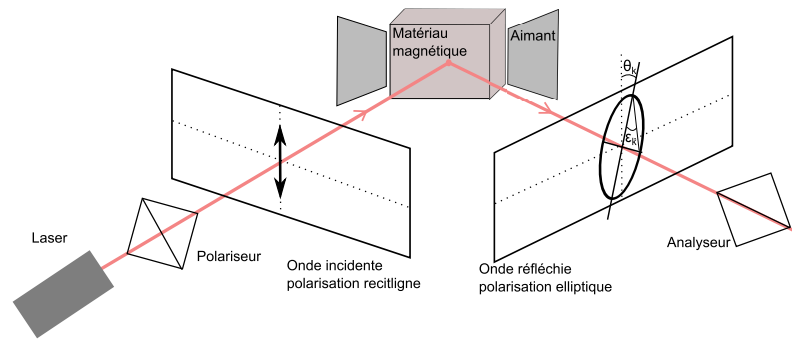 Matériau
magnétique
Aimant
θk
εk
Laser
Polariseur
Analyseur
Onde incidente
polarisation recitligne
Onde réfléchie
polarisation elliptique